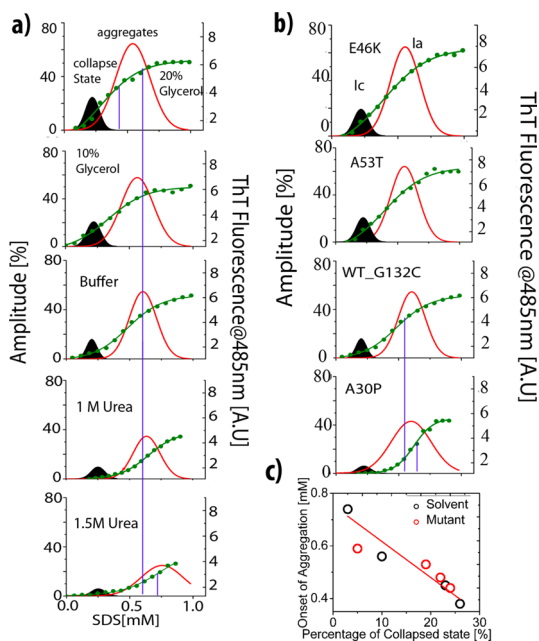 a)
aggregates
collapse
State
20%
Glycerol
80
40
0
8
6
4
2
10%
Glycerol
80
40
0
8
6
4
2
Buffer
80
40
0
8
6
4
2
1 M Urea
80
40
0
8
6
4
2
1.5M Urea
80
40
0
8
6
4
2
0.0
0.5
1.0
SDS[mM]
Amplitude [%]
ThT Fluorescence@485nm [A.U]
b)
E46K
Ia
Ic
80
40
0
8
6
4
2
A53T
80
40
0
8
6
4
2
WT_G132C
80
40
0
8
6
4
2
A30P
80
40
0
8
6
4
2
Amplitude [%]
ThT Fluorescence @485nm [A.U]
c)
Solvent
Mutant
0.8
0.6
0.4
0
10
20
30
Onset of Aggregation [mM]
Percentage of Collapsed state [%]